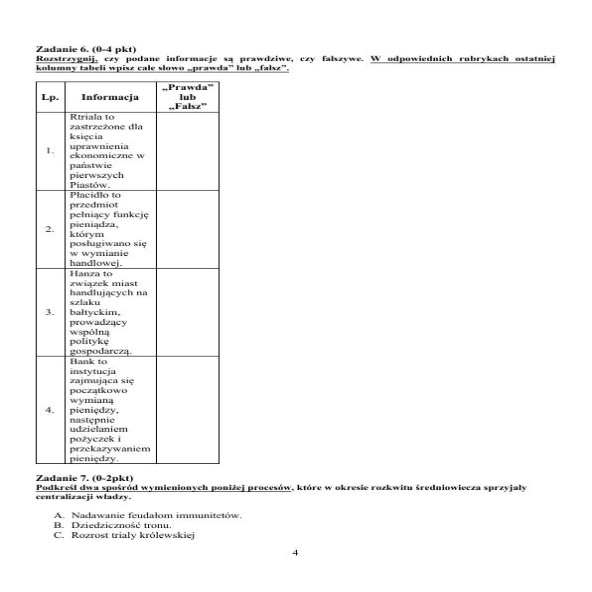 Zadanie 6. (0-4 pkt)
Rozstrzygnij, czy podane informacje są prawdziwe, czy fałszywe. W odpowiednich rubrykach ostatniej
kolumny tabeli wpisz całe słowo „prawda” lub „fałsz”.
Lp.
Informacja
„Prawda”
lub
„Fałsz”
1.
Rtriala to
zastrzeżone dla
księcia
uprawnienia
ekonomiczne w
państwie
pierwszych
Piastów.
2.
Płacidło to
przedmiot
pełniący funkcję
pieniądza,
którym
posługiwano się
w wymianie
handlowej.
3.
Hanza to
związek miast
handlujących na
szlaku
bałtyckim,
prowadzący
wspólną
politykę
gospodarczą.
4.
Bank to
instytucja
zajmująca się
początkowo
wymianą
pieniędzy,
następnie
udzielaniem
pożyczek i
przekazywaniem
pieniędzy.
Zadanie 7. (0-2pkt)
Podkreśl dwa spośród wymienionych poniżej procesów, które w okresie rozkwitu średniowiecza sprzyjały
centralizacji władzy.
A. Nadawanie feudałom immunitetów.
B. Dziedziczność tronu.
C. Rozrost trialy królewskiej
4